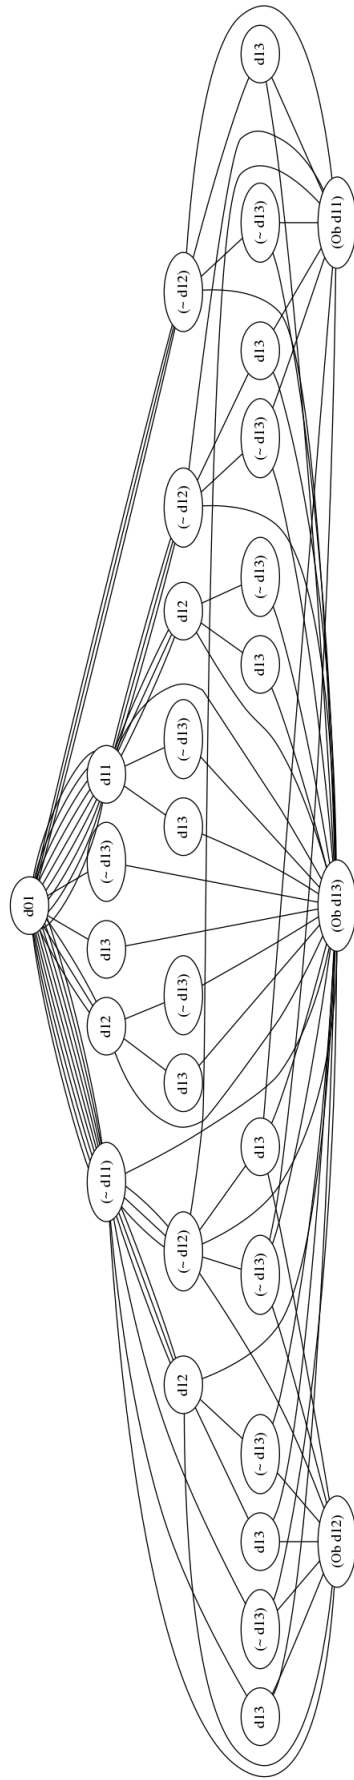 d01
(~ d11)
d12
d13
(~ d13)
d11
d12
(~ d12)
d13
(~ d13)
d13
(~ d13)
d12
(~ d12)
(~ d12)
d13
(~ d13)
d13
(~ d13)
(~ d13)
d13
d13
(~ d13)
(~ d13)
d13
(~ d13)
d13
(Ob d12)
(Ob d13)
(Ob d11)